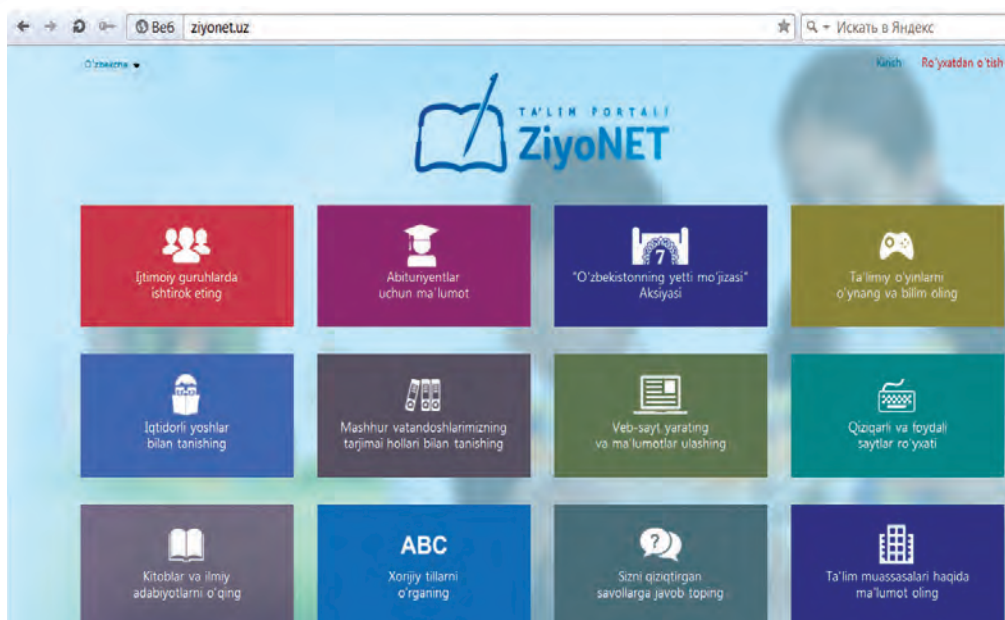 Веб ziyonet.uz
Искать в Яндекс
O'zbekcha
Kirish Ro'yxatdan o'tish
TA'LIM PORTALI
ZiyoNET
Ijtimoiy guruhlarda
ishtirok eting
Abituriyentlar
uchun ma'lumot
7
"O'zbekistonning yetti mo'jizasi"
Aksiyasi
Ta'limiy o'yinlarni
o'ynang va bilim oling
Iqtidorli yoshlar
bilan tanishing
Mashhur vatandoshlarimizning
tarjimai hollari bilan tanishing
Veb-sayt yarating
va ma'lumotlar ulashing
Qiziqarli va foydali
saytlar ro'yxati
Kitoblar va ilmiy
adabiyotlarni o'qing
ABC
Xorijiy tillarni
o'rganing
?
Sizni qiziqtirgan
savollarga javob toping
Ta'lim muassasalari haqida
ma'lumot oling